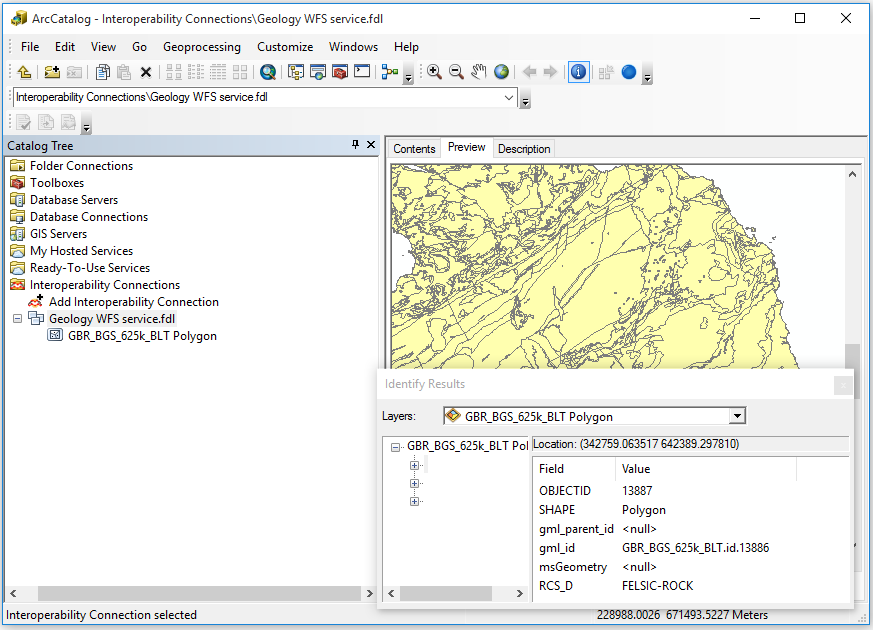 ArcCatalog - Interoperability Connections\Geology WFS service.fdl
File Edit View Go Geoprocessing Customize Windows Help
Interoperability Connections\Geology WFS service.fdl
Catalog Tree
Folder Connections
Toolboxes
Database Servers
Database Connections
GIS Servers
My Hosted Services
Ready-To-Use Services
Interoperability Connections
Add Interoperability Connection
Geology WFS service.fdl
GBR_BGS_625k_BLT Polygon
Contents Preview Description
Identify Results
Layers: GBR_BGS_625k_BLT Polygon
GBR_BGS_625k_BLT Pol
Location: (342759.063517 642389.297810)
Field Value
OBJECTID 13887
SHAPE Polygon
gml_parent_id <null>
gml_id GBR_BGS_625k_BLT.id.13886
msGeometry <null>
RCS_D FELSIC-ROCK
Interoperability Connection selected
228988.0026 671493.5227 Meters